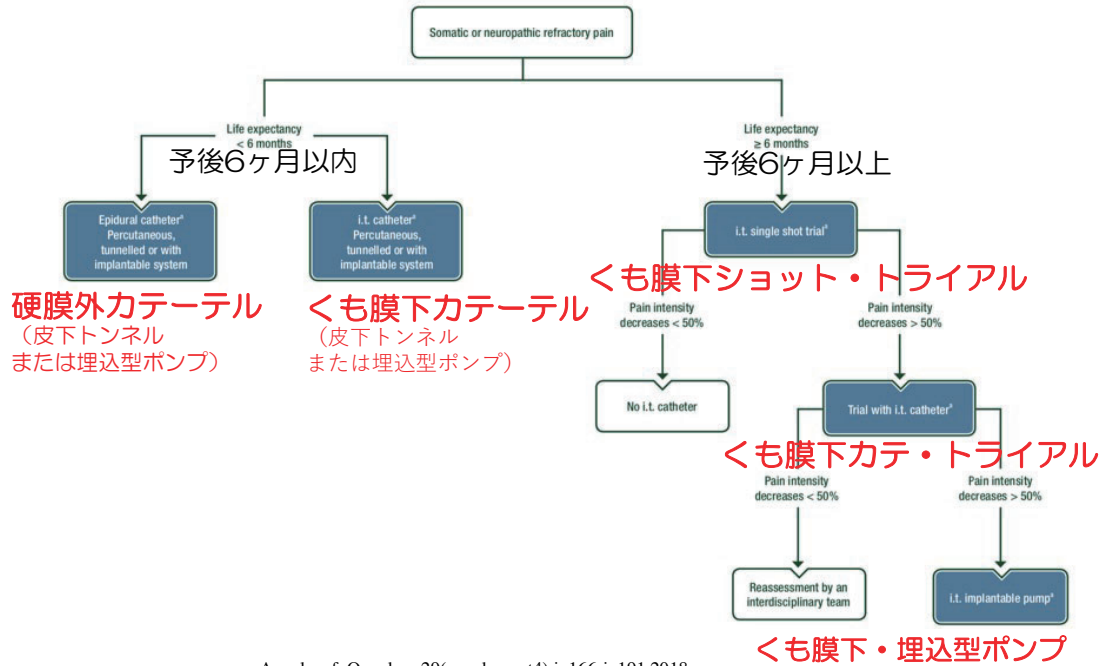 Somatic or neuropathic refractory pain
Life expectancy
< 6 months
予後6ヶ月以内
Life expectancy
≥ 6 months
予後6ヶ月以上
Epidural catheterª
Percutaneous,
tunnelled or with
implantable system
硬膜外カテーテル
（皮下トンネル
または埋込型ポンプ）
i.t. catheterª
Percutaneous,
tunnelled or with
implantable system
くも膜下カテーテル
（皮下トンネル
または埋込型ポンプ）
i.t. single shot trialª
くも膜下ショット・トライアル
Pain intensity
decreases < 50%
Pain intensity
decreases > 50%
No i.t. catheter
Trial with i.t. catheterª
くも膜下カテ・トライアル
Pain intensity
decreases < 50%
Pain intensity
decreases > 50%
Reassessment by an
interdisciplinary team
i.t. implantable pumpª
くも膜下・埋込型ポンプ